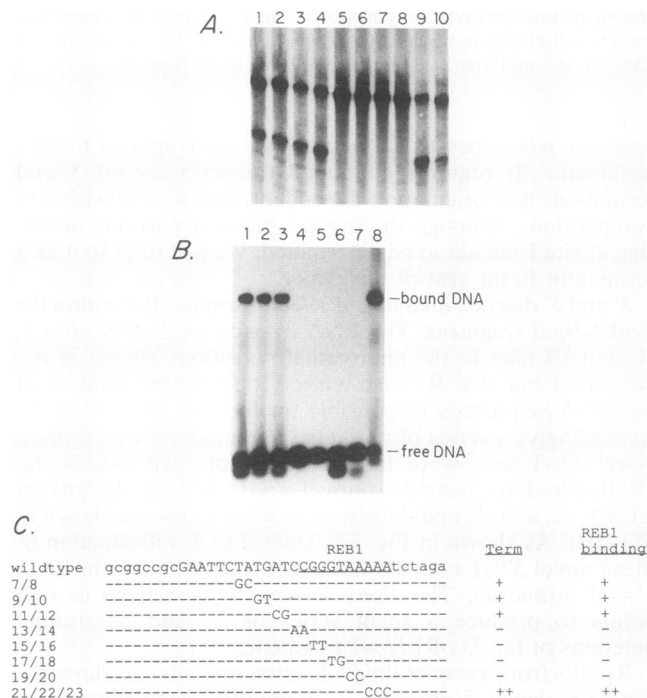 A.
1 2 3 4 5 6 7 8 9 10
B.
1 2 3 4 5 6 7 8
bound DNA
free DNA
C.
REB1 Term REB1 binding
wildtype gcggccgcGAATTCTATGATCCGGGTAAAAAtctaga ++ ++
7/8 --------------GC--------------------- + +
9/10 ----------------GT------------------- + +
11/12 ------------------CG----------------- + +
13/14 --------------------AA--------------- - -
15/16 ----------------------TT------------- - -
17/18 ------------------------TG----------- - -
19/20 --------------------------CC--------- - -
21/22/23 ----------------------------CCC------ ++ ++